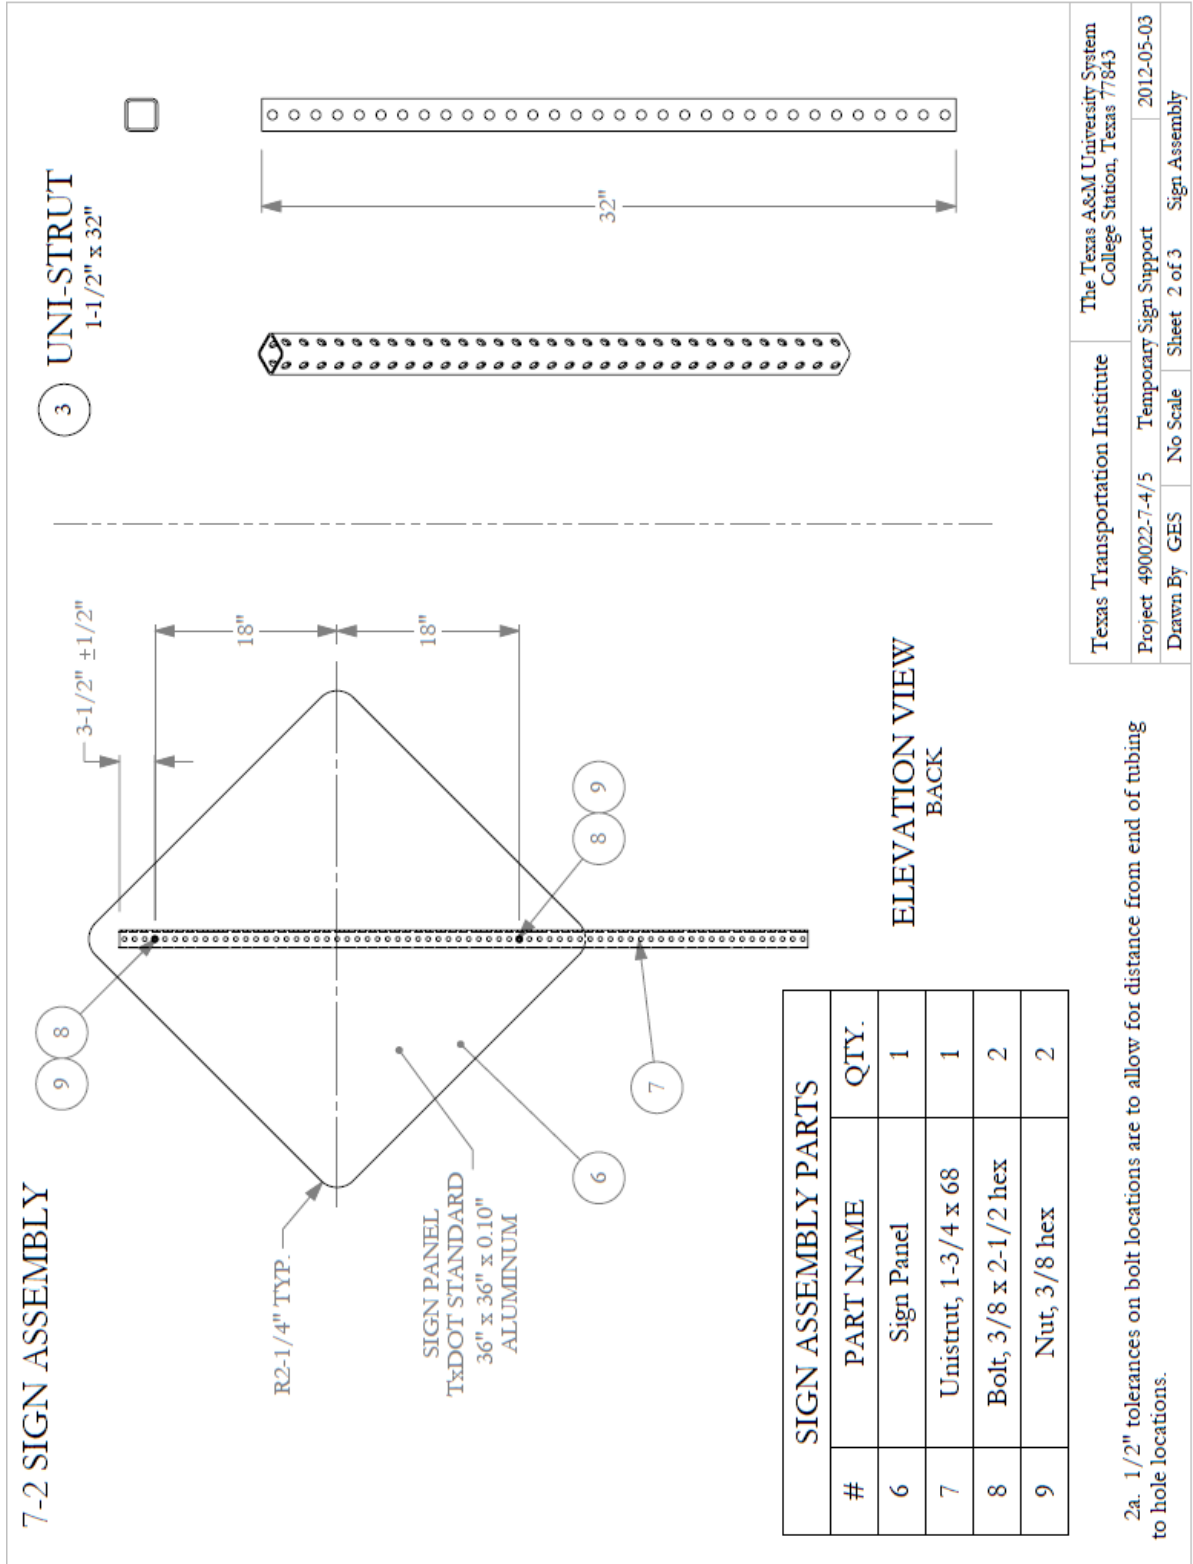 7-2 SIGN ASSEMBLY
9
8
3-1/2" ±1/2"
18"
18"
R2-1/4" TYP.
SIGN PANEL
TxDOT STANDARD
36" x 36" x 0.10"
ALUMINUM
8
9
6
7
ELEVATION VIEW
BACK
3
UNI-STRUT
1-1/2" x 32"
32"
SIGN ASSEMBLY PARTS
# PART NAME QTY.
6 Sign Panel 1
7 Unistrut, 1-3/4 x 68 1
8 Bolt, 3/8 x 2-1/2 hex 2
9 Nut, 3/8 hex 2
2a. 1/2" tolerances on bolt locations are to allow for distance from end of tubing
to hole locations.
Texas Transportation Institute
The Texas A&M University System
College Station, Texas 77843
Project 490022-7-4/5 Temporary Sign Support 2012-05-03
Drawn By GES No Scale Sheet 2 of 3 Sign Assembly